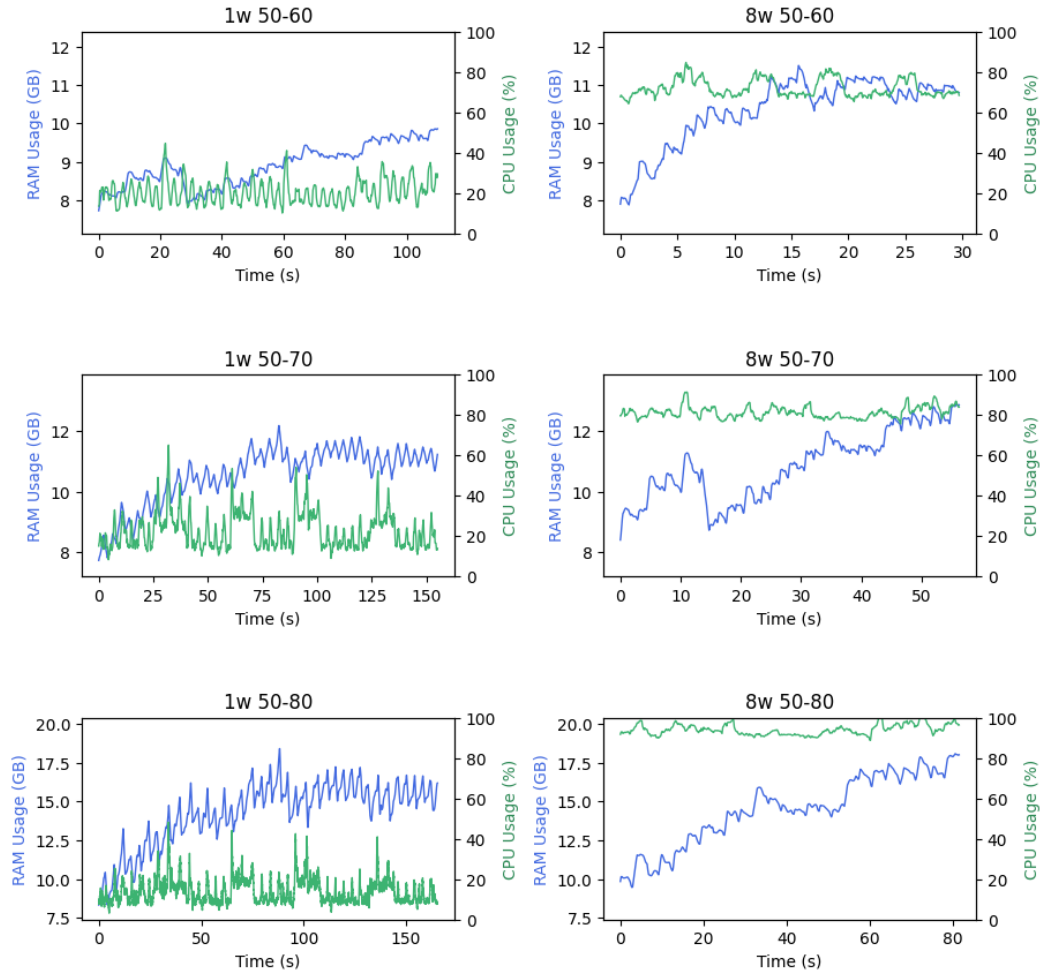 1w 50-60
12
11
10
9
8
RAM Usage (GB)
100
80
60
40
20
0
CPU Usage (%)
0 20 40 60 80 100
Time (s)
8w 50-60
12
11
10
9
8
RAM Usage (GB)
100
80
60
40
20
0
CPU Usage (%)
0 5 10 15 20 25 30
Time (s)
1w 50-70
12
10
8
RAM Usage (GB)
100
80
60
40
20
0
CPU Usage (%)
0 25 50 75 100 125 150
Time (s)
8w 50-70
12
10
8
RAM Usage (GB)
100
80
60
40
20
0
CPU Usage (%)
0 10 20 30 40 50
Time (s)
1w 50-80
20.0
17.5
15.0
12.5
10.0
7.5
RAM Usage (GB)
100
80
60
40
20
0
CPU Usage (%)
0 50 100 150
Time (s)
8w 50-80
20.0
17.5
15.0
12.5
10.0
7.5
RAM Usage (GB)
100
80
60
40
20
0
CPU Usage (%)
0 20 40 60 80
Time (s)